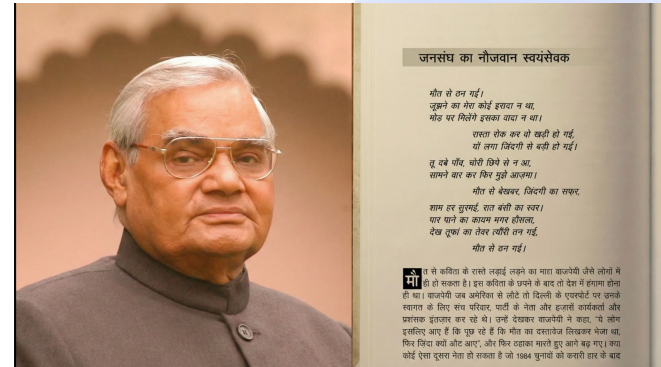 जनसंघ का नौजवान स्वयंसेवक
मौत से ठन गई।
जूझने का मेरा कोई इरादा न था,
मोड़ पर मिलेंगे इसका वादा न था।
रास्ता रोक कर वो खड़ी हो गई,
यों लगा जिंदगी से बड़ी हो गई।
तू दबे पाँव, चोरी छिपे से न आ,
सामने वार कर फिर मुझे आज़मा।
मौत से बेखबर, जिंदगी का सफ़र,
शाम हर सुरमई, रात बंसी का स्वर।
पार पाने का कायम मगर हौसला,
देख तूफां का तेवर त्यौरी तन गई,
मौत से ठन गई।
मौत से कविता के रास्ते लड़ाई लड़ने का माद्दा वाजपेयी जैसे लोगों में
ही हो सकता है। इस कविता के छपने के बाद तो देश में हंगामा होना
ही था। वाजपेयी जब अमेरिका से लौटे तो दिल्ली के एयरपोर्ट पर उनके
स्वागत के लिए संघ परिवार, पार्टी के नेता और हज़ारों कार्यकर्ता और
प्रशंसक इंतज़ार कर रहे थे। उन्हें देखकर वाजपेयी ने कहा, "ये लोग
इसलिए आए हैं कि पूछ रहे हैं कि मौत का दस्तावेज लिखकर भेजा था,
फिर जिंदा क्यों लौट आए", और फिर ठहाका मारते हुए आगे बढ़ गए। क्या
कोई ऐसा दूसरा नेता हो सकता है जो 1984 चुनावों को करारी हार के बाद